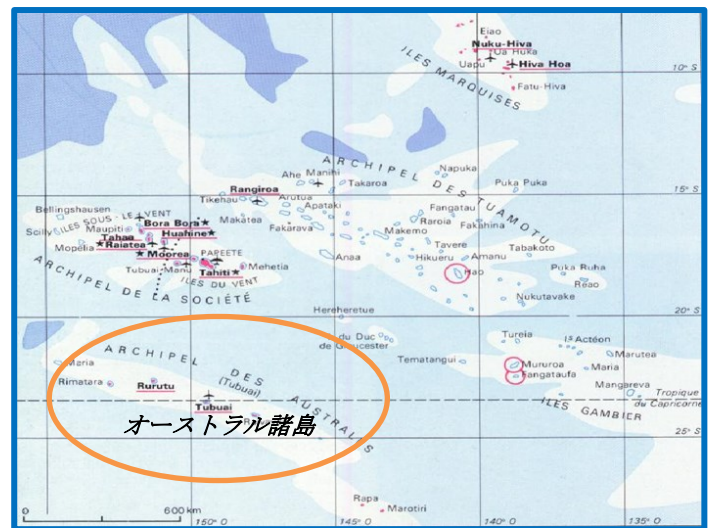 Eiao
Nuku-Hiva
Ua Huka
Uapu
Hiva Hoa
Fatu-Hiva
ILES MARQUISES
10° S
ARCHIPEL DES TUAMOTU
Ahe
Manihi
Takaroa
Napuka
Puka Puka
Rangiroa
Tikehau
Arutua
Apataki
15° S
Bellingshausen
ILES SOUS-LE VENT
Bora Bora
Makatea
Fakarava
Fangatau
Raroia
Fakahina
Scilly
Maupiti
Huahine
Makemo
Tahaa
Raiatea
Mopelia
Moorea
PAPEETE
Tavere
Tabakoto
Hikueru
Amanu
Anaa
Hao
Tubuai-Manu
Tahiti
Mehetia
ILES DU VENT
Puka Ruha
Reao
ARCHIPEL DE LA SOCIÉTÉ
Nukutavake
Hereheretue
20° S
du Duc
de Gloucester
Tureia
Is Actéon
Maria
ARCHIPEL DES AUSTRALES
(Tubuai)
Tematangui
Mururoa
Marutea
Fangataufa
Maria
Rimatara
Rurutu
Mangareva
Tropique
du Capricorne
Tubuai
ILES GAMBIER
オーストラル諸島
25° S
Rapa
Marotiri
0
600 km
150° O
145° O
140° O
135° O